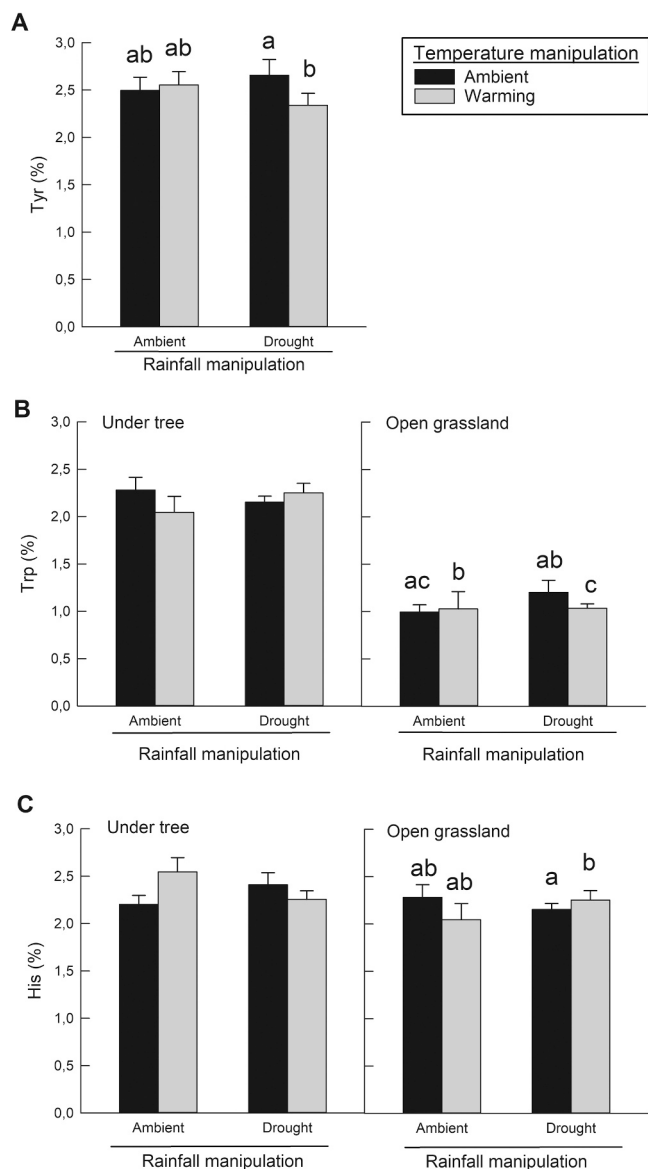 A
Tyr (%)
3,0
2,5
2,0
1,5
1,0
0,5
0,0
ab ab a b
Ambient Drought
Rainfall manipulation
Temperature manipulation
Ambient
Warming
B
Trp (%)
3,0
2,5
2,0
1,5
1,0
0,5
0,0
Under tree Open grassland
ac b ab c
Ambient Drought Ambient Drought
Rainfall manipulation Rainfall manipulation
C
His (%)
3,0
2,5
2,0
1,5
1,0
0,5
0,0
Under tree Open grassland
ab ab a b
Ambient Drought Ambient Drought
Rainfall manipulation Rainfall manipulation